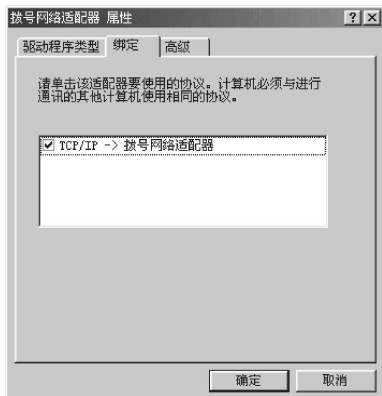 拨号网络适配器 属性
驱动程序类型 绑定 高级
请单击该适配器要使用的协议。计算机必须与进行
通讯的其他计算机使用相同的协议。
TCP/IP -> 拨号网络适配器
确定 取消